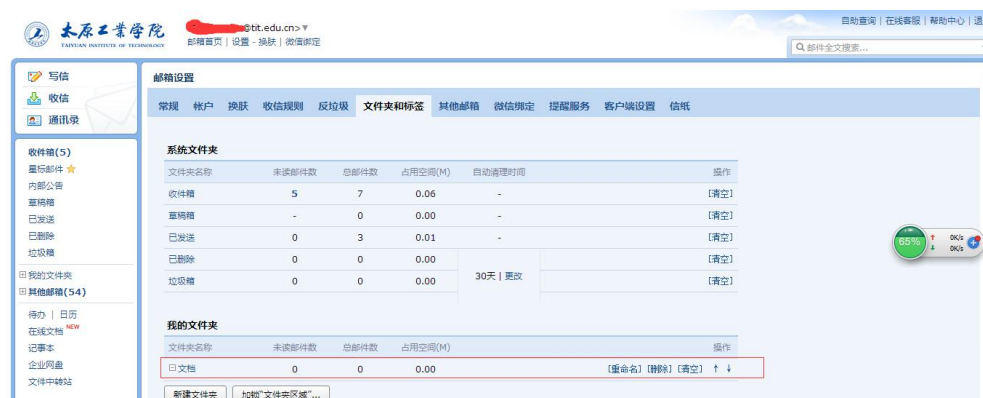 太原工业学院
TAIYUAN INSTITUTE OF TECHNOLOGY
@tit.edu.cn>▼
邮箱首页 | 设置 - 换肤 | 微信绑定
自助查询 | 在线客服 | 帮助中心 | 退
邮件全文搜索...
写信
收信
通讯录
收件箱(5)
星标邮件
内部公告
草稿箱
已发送
已删除
垃圾箱
我的文件夹
其他邮箱(54)
待办 | 日历
在线文档 NEW
记事本
企业网盘
文件中转站
邮箱设置
常规 帐户 换肤 收信规则 反垃圾 文件夹和标签 其他邮箱 微信绑定 提醒服务 客户端设置 信纸
系统文件夹
文件夹名称 未读邮件数 总邮件数 占用空间(M) 自动清理时间 操作
收件箱 5 7 0.06 - [清空]
草稿箱 - 0 0.00 - [清空]
已发送 0 3 0.01 - [清空]
已删除 0 0 0.00 [清空]
30天 | 更改
垃圾箱 0 0 0.00 [清空]
我的文件夹
文件夹名称 未读邮件数 总邮件数 占用空间(M) 操作
文档 0 0 0.00 [重命名] [删除] [清空] ↑ ↓
新建文件夹 加锁"文件夹区域"...
65% ↑ 0K/s
↓ 0K/s